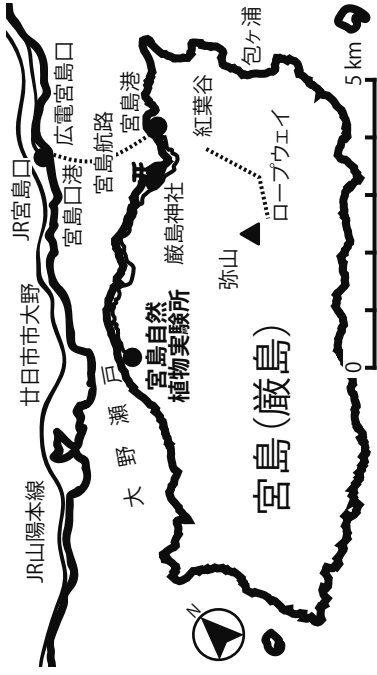 JR宮島口
広電宮島口
宮島口港
宮島航路
宮島港
包ヶ浦
紅葉谷
ロープウェイ
厳島神社
弥山
廿日市市大野
宮島自然
植物実験所
大野瀬戸
JR山陽本線
宮島(厳島)
N
0
5 km